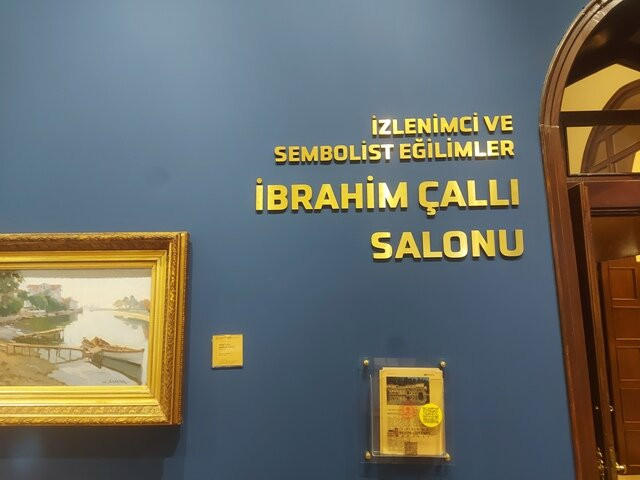 İZLENİMCİ VE
SEMBOLİST EĞİLİMLER
İBRAHİM ÇALLI
SALONU